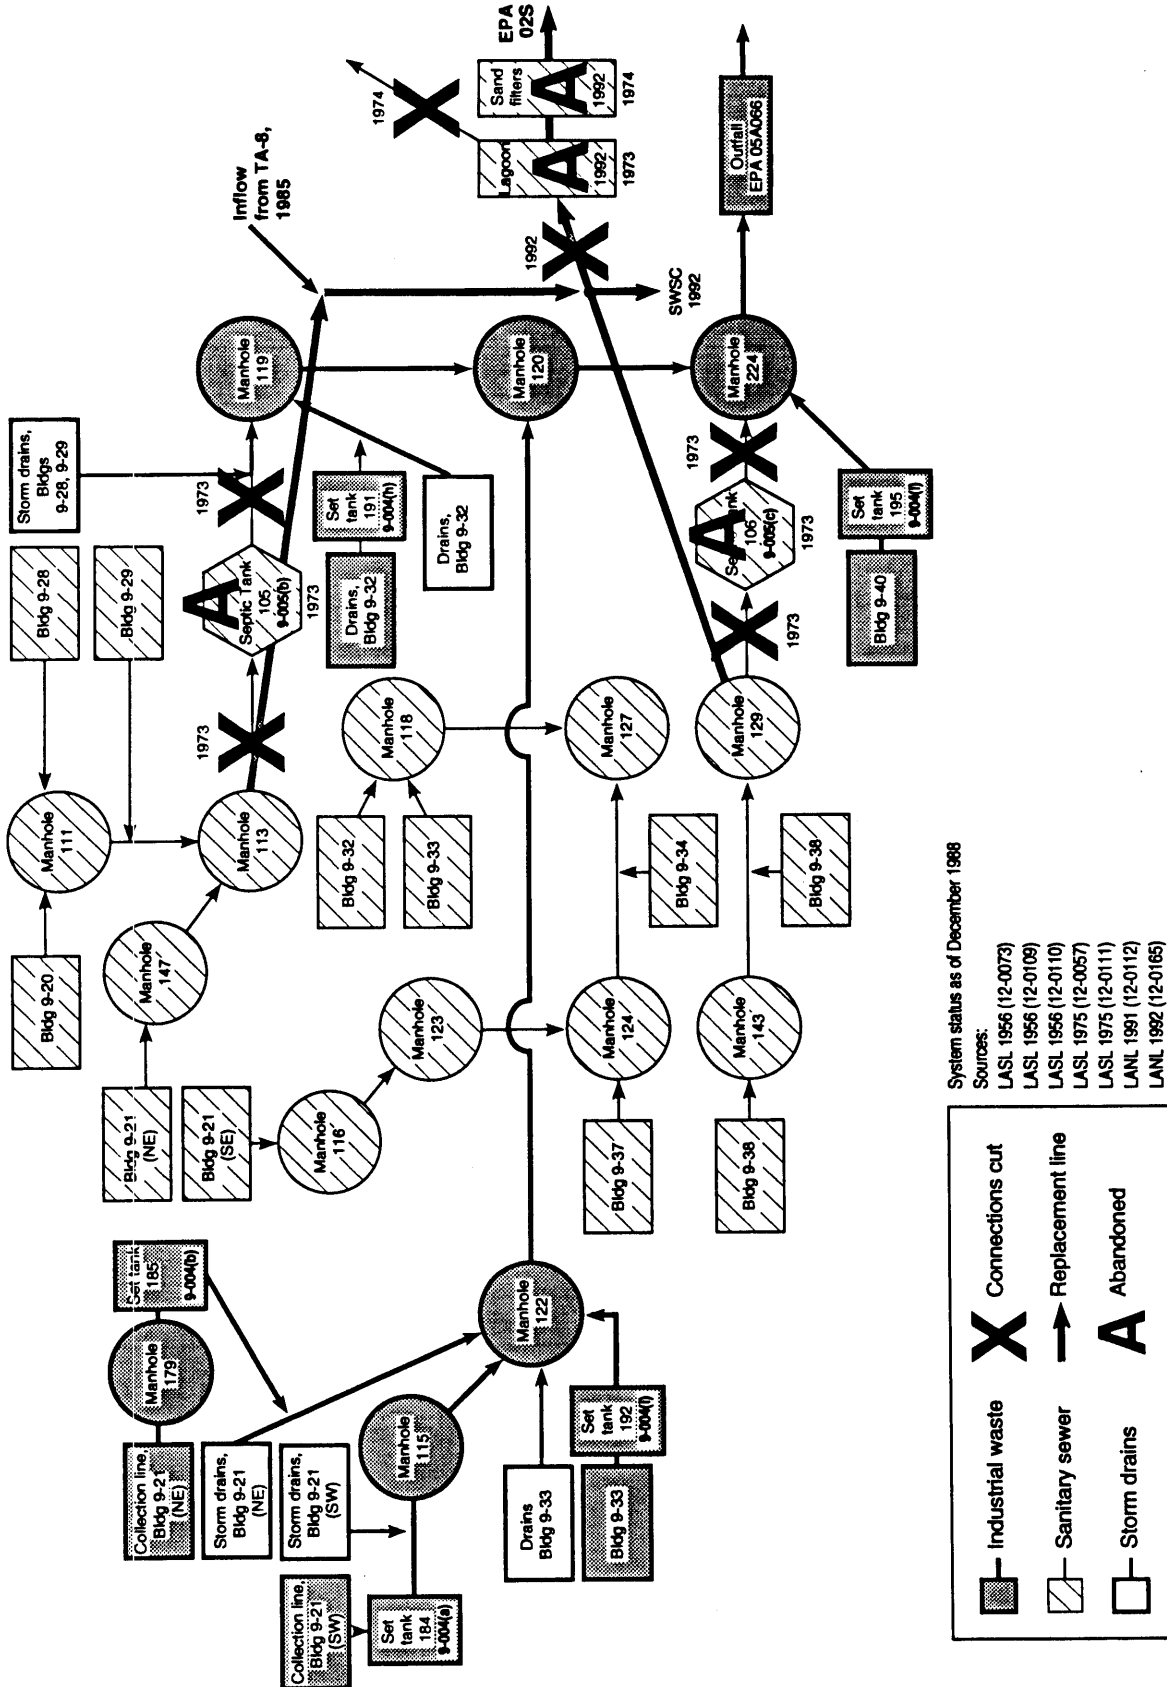 Collection line,
Bldg 9-21
(NE)
Manhole
179
Set tank
185
9-004(b)
Storm drains,
Bldg 9-21
(NE)
Storm drains,
Bldg 9-21
(SW)
Collection line,
Bldg 9-21
(SW)
Set
tank
184
9-004(a)
Manhole
115
Drains
Bldg 9-33
Bldg 9-33
Set
tank
192
Manhole
122
Bldg 9-21
(NE)
Bldg 9-21
(SE)
Manhole
116
Manhole
123
Bldg 9-37
Manhole
124
Bldg 9-34
Manhole
127
Bldg 9-38
Manhole
143
Bldg 9-38
Manhole
129
Bldg 9-20
Manhole
111
Bldg 9-28
Bldg 9-29
Manhole
147
Manhole
113
1973
Septic Tank
105
9-005(b)
A
1973
1973
Storm drains,
Bldgs
9-28, 9-29
Manhole
119
Bldg 9-32
Bldg 9-33
Manhole
118
Drains,
Bldg 9-32
Set
tank
191
9-004(h)
Drains,
Bldg 9-32
Manhole
120
1973
106
9-005(c)
A
1973
1973
Bldg 9-40
Set
tank
195
Manhole
224
Outfall
EPA 05A066
Inflow
from TA-8,
1985
SWSC
1992
1992
Lagoon
A
1992
1973
1974
Sand
filters
A
1992
1974
EPA
02S
Industrial waste
Sanitary sewer
Storm drains
X Connections cut
Replacement line
A Abandoned
System status as of December 1988
Sources:
LASL 1956 (12-0073)
LASL 1956 (12-0109)
LASL 1956 (12-0110)
LASL 1975 (12-0057)
LASL 1975 (12-0111)
LANL 1991 (12-0112)
LANL 1992 (12-0165)